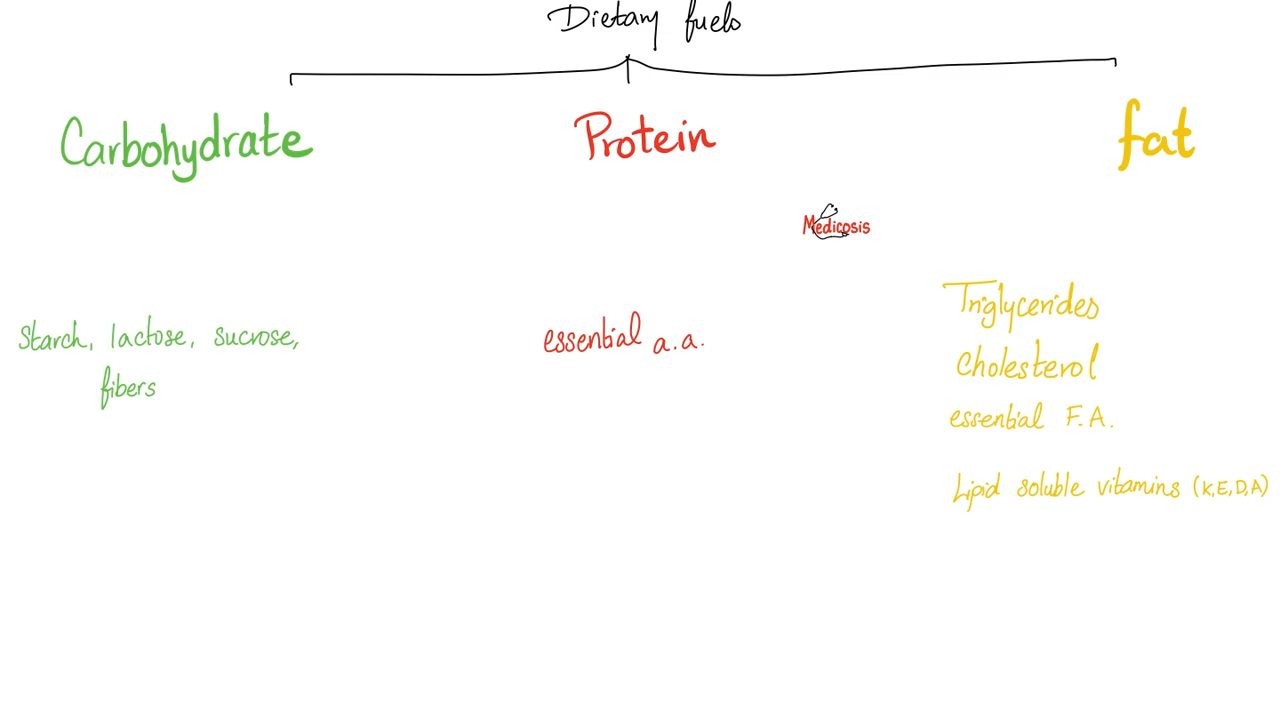 Dietary fuels
Carbohydrate
Protein
fat
Medicosis
Starch, lactose, sucrose,
fibers
essential a.a.
Triglycerides
Cholesterol
essential F.A.
Lipid soluble vitamins (K,E,D,A)